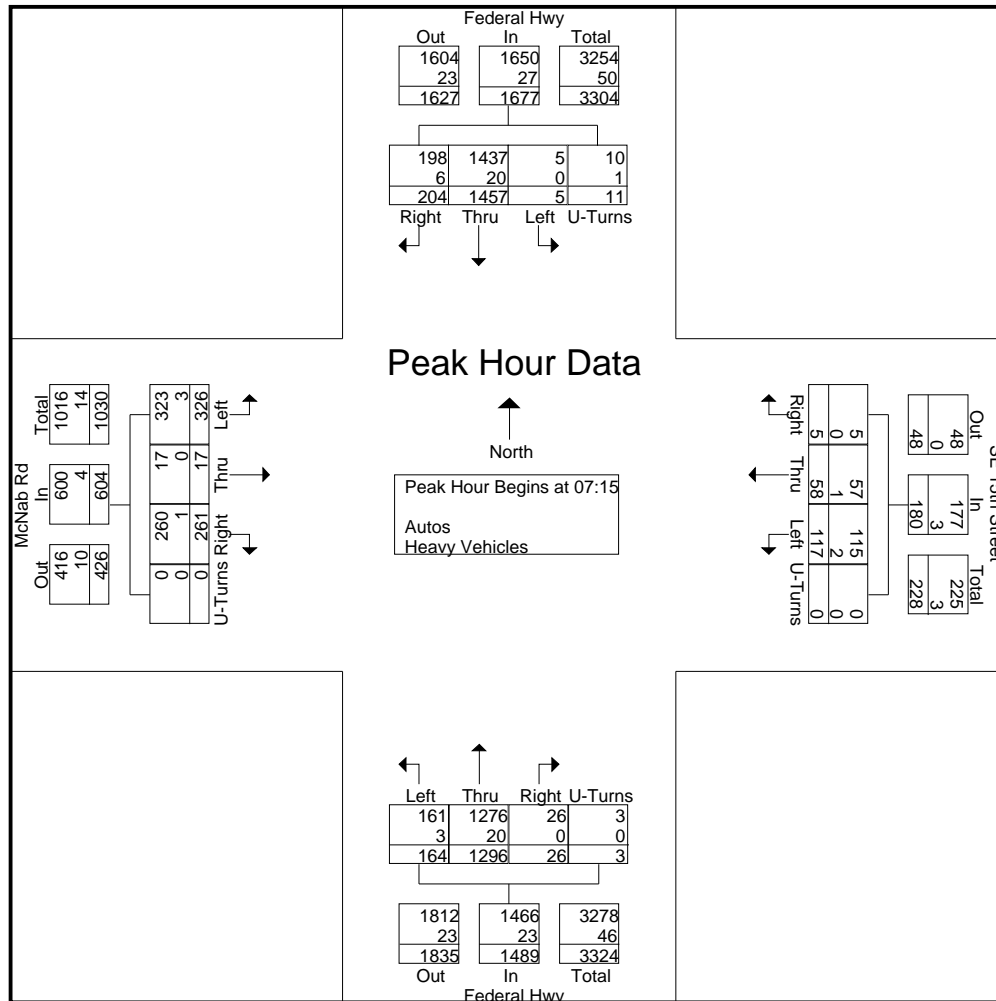 Federal Hwy
Out In Total
1604 1650 3254
23 27 50
1627 1677 3304
198 1437 5 10
6 20 0 1
204 1457 5 11
Right Thru Left U-Turns
Peak Hour Data
North
Peak Hour Begins at 07:15
Autos
Heavy Vehicles
McNab Rd
Out In Total
416 600 1016
10 4 14
426 604 1030
0 260 17 323
0 1 0 3
0 261 17 326
U-Turns Right Thru Left
Street
Out In Total
48 177 225
0 3 3
48 180 228
5 57 115 0
0 1 2 0
5 58 117 0
Right Thru Left U-Turns
Left Thru Right U-Turns
161 1276 26 3
3 20 0 0
164 1296 26 3
1812 1466 3278
23 23 46
1835 1489 3324
Out In Total
Federal Hwy